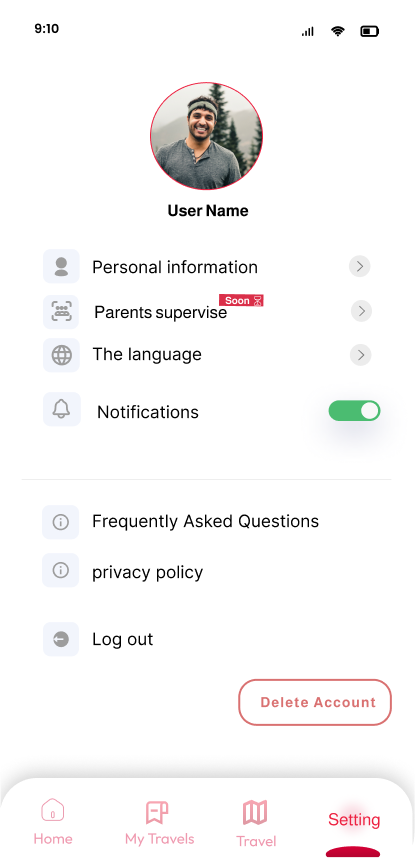 9:10
User Name
Personal information
Soon
Parents supervise
The language
Notifications
Frequently Asked Questions
privacy policy
Log out
Delete Account
Home
My Travels
Travel
Setting